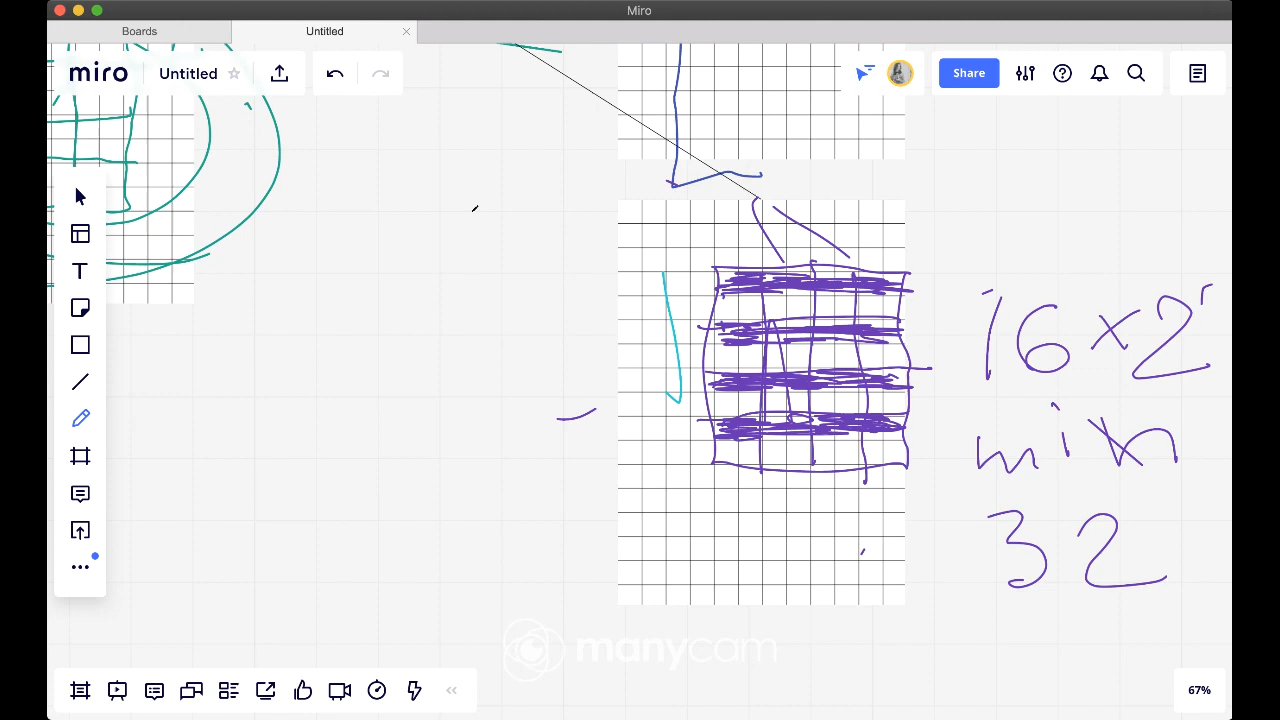 Miro
Boards
Untitled
miro
Untitled
Share
T
16 x 2
min
32
manycam
67%